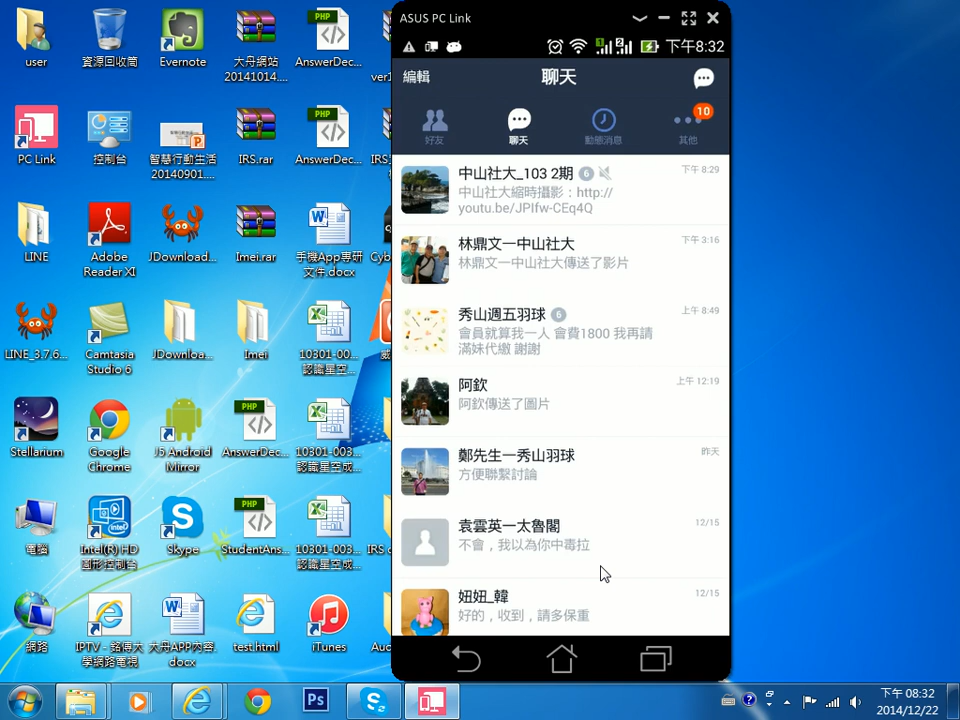 user
資源回收筒
Evernote
大舟網站
20141014....
PHP
AnswerDec...
PC Link
控制台
智慧行動生活
20140901....
IRS.rar
PHP
AnswerDec...
LINE
Adobe
Reader XI
JDownload...
Imei.rar
手機App專研
文件.docx
LINE_3.7.6...
Camtasia
Studio 6
JDownloa...
Imei
10301-00...
認識星空...
Stellarium
Google
Chrome
J5 Android
Mirror
PHP
AnswerDec...
10301-003...
認識星空成...
電腦
Intel(R) HD
圖形控制台
Skype
PHP
StudentAns...
10301-003...
認識星空成...
網路
IPTV - 銘傳大
學網路電視
大舟APP內容.
docx
test.html
iTunes
ASUS PC Link
下午8:32
編輯
聊天
好友
聊天
動態消息
10
其他
中山社大_103 2期 6
下午 8:29
中山社大縮時攝影：http://
youtu.be/JPIfw-CEq4Q
林鼎文一中山社大
下午 3:16
林鼎文一中山社大傳送了影片
秀山週五羽球 6
上午 8:49
會員就算我一人 會費1800 我再請
滿妹代繳 謝謝
阿欽
上午 12:19
阿欽傳送了圖片
鄭先生一秀山羽球
昨天
方便聯繫討論
袁雲英一太魯閣
12/15
不會，我以為你中毒拉
妞妞_韓
12/15
好的，收到，請多保重
Ps
下午 08:32
2014/12/22